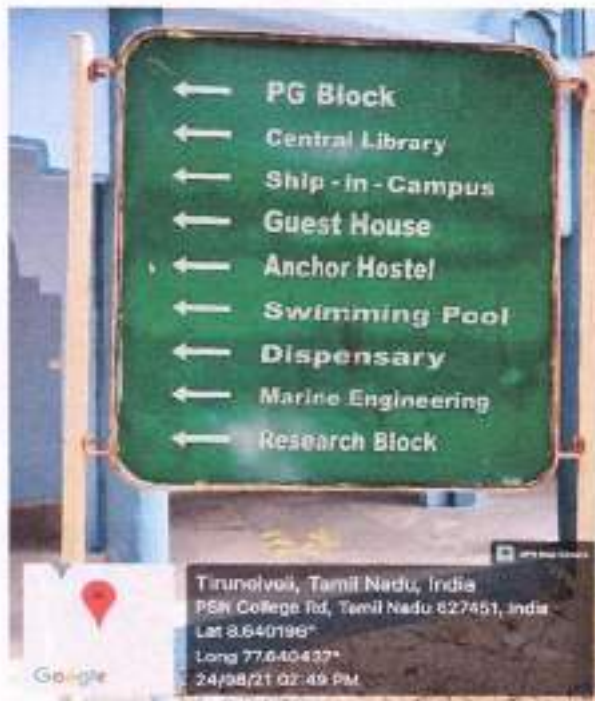 ← PG Block
← Central Library
← Ship-in-Campus
← Guest House
← Anchor Hostel
← Swimming Pool
← Dispensary
← Marine Engineering
← Research Block
Google
Tirunelveli, Tamil Nadu, India
PSN College Rd, Tamil Nadu 627451, India
Lat 8.640196°
Long 77.640437°
24/08/21 02:49 PM